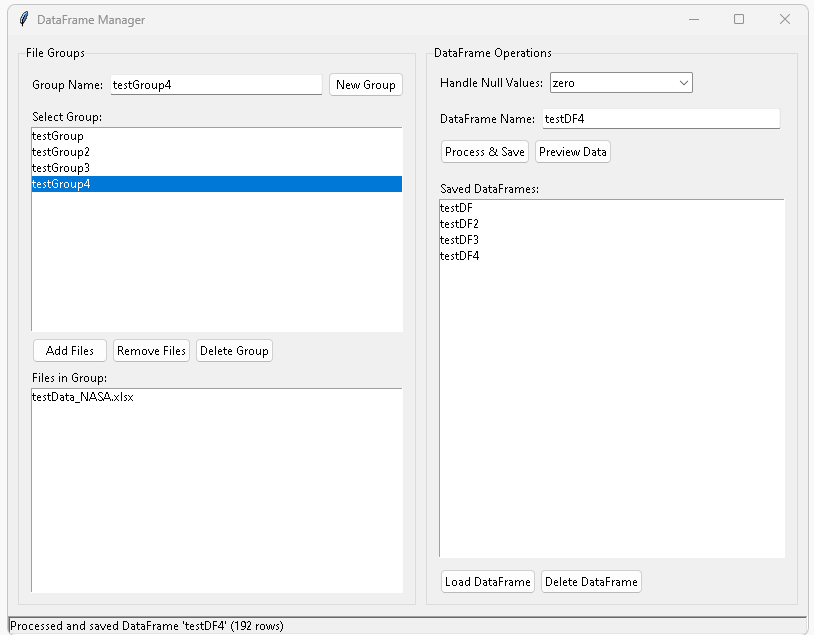 DataFrame Manager
File Groups
Group Name: testGroup4 New Group
Select Group:
testGroup
testGroup2
testGroup3
testGroup4
Add Files Remove Files Delete Group
Files in Group:
testData_NASA.xlsx
DataFrame Operations
Handle Null Values: zero
DataFrame Name: testDF4
Process & Save Preview Data
Saved DataFrames:
testDF
testDF2
testDF3
testDF4
Load DataFrame Delete DataFrame
Processed and saved DataFrame 'testDF4' (192 rows)